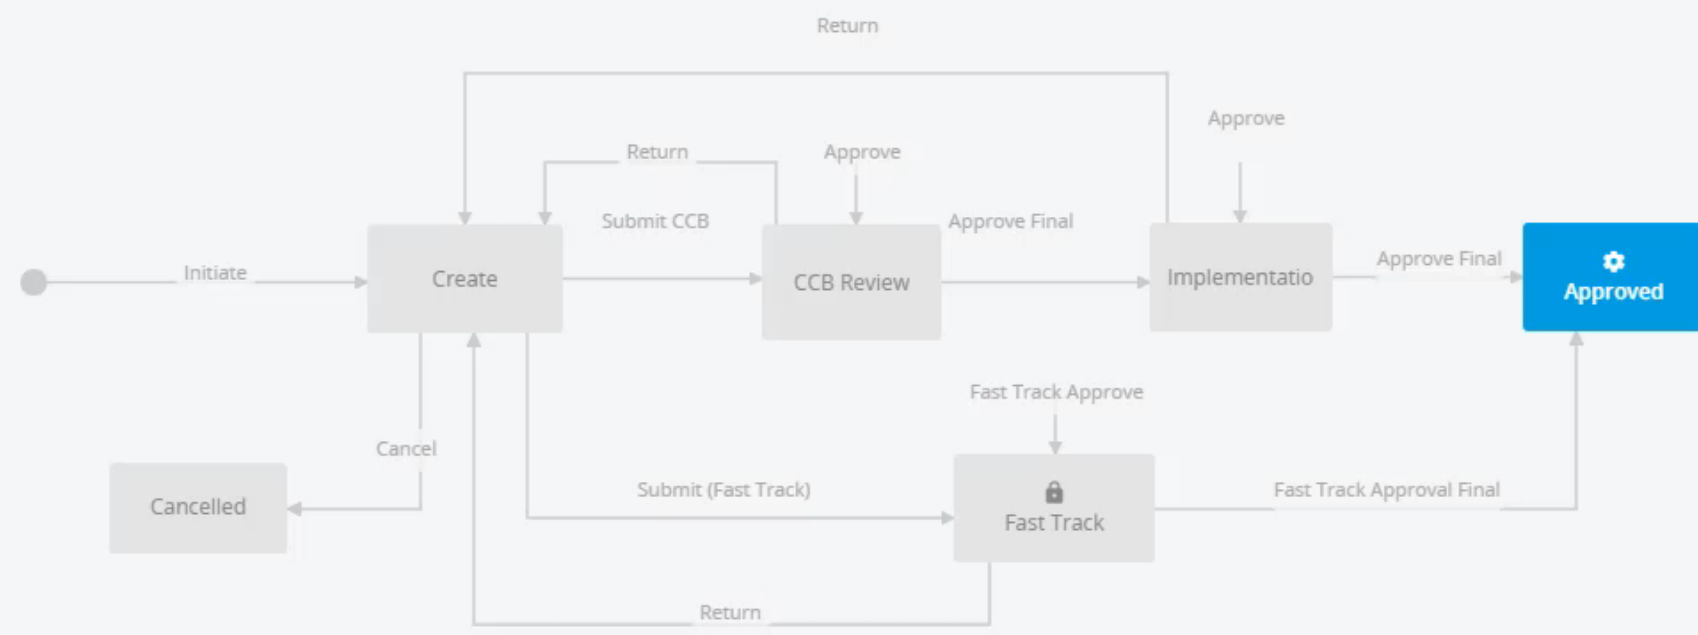 Return
Approve
Return
Approve
Submit CCB
Approve Final
Initiate
Create
CCB Review
Implementatio
Approve Final
Approved
Fast Track Approve
Cancel
Cancelled
Submit (Fast Track)
Fast Track
Fast Track Approval Final
Return